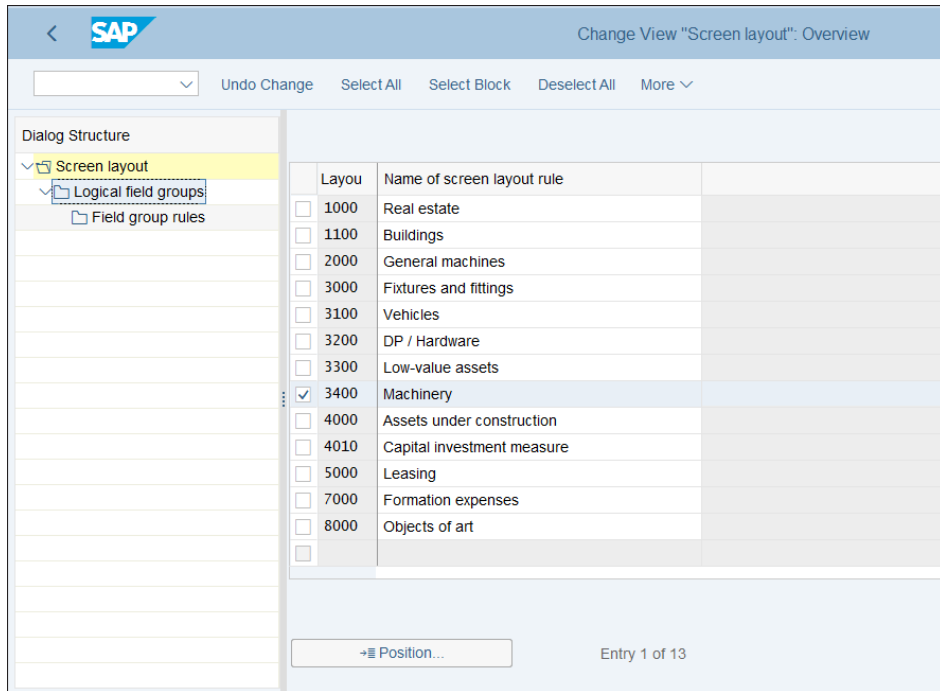 SAP
Change View "Screen layout": Overview
Undo Change Select All Select Block Deselect All More
Dialog Structure
Screen layout
Logical field groups
Field group rules
Layou Name of screen layout rule
1000 Real estate
1100 Buildings
2000 General machines
3000 Fixtures and fittings
3100 Vehicles
3200 DP / Hardware
3300 Low-value assets
3400 Machinery
4000 Assets under construction
4010 Capital investment measure
5000 Leasing
7000 Formation expenses
8000 Objects of art
Position... Entry 1 of 13